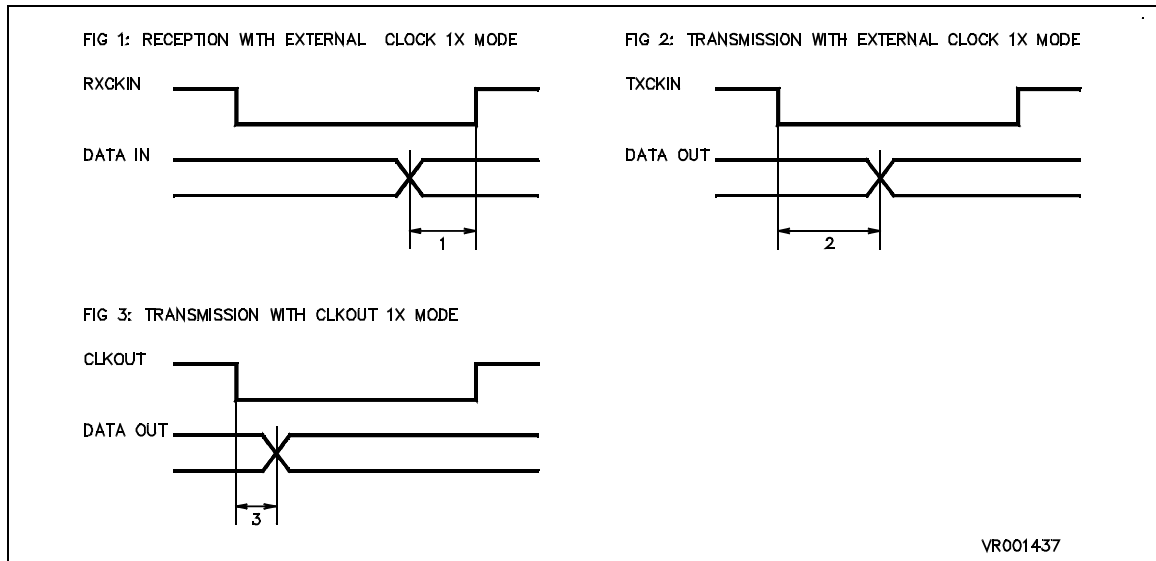 FIG 1: RECEPTION WITH EXTERNAL CLOCK 1X MODE
RXCKIN
DATA IN
1
FIG 2: TRANSMISSION WITH EXTERNAL CLOCK 1X MODE
TXCKIN
DATA OUT
2
FIG 3: TRANSMISSION WITH CLKOUT 1X MODE
CLKOUT
DATA OUT
3
VR001437